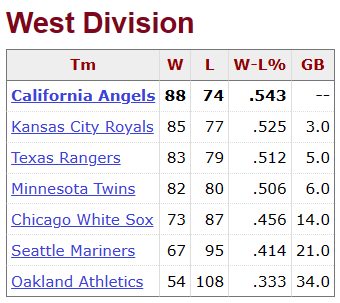 West Division
Tm W L W-L% GB
California Angels 88 74 .543 --
Kansas City Royals 85 77 .525 3.0
Texas Rangers 83 79 .512 5.0
Minnesota Twins 82 80 .506 6.0
Chicago White Sox 73 87 .456 14.0
Seattle Mariners 67 95 .414 21.0
Oakland Athletics 54 108 .333 34.0